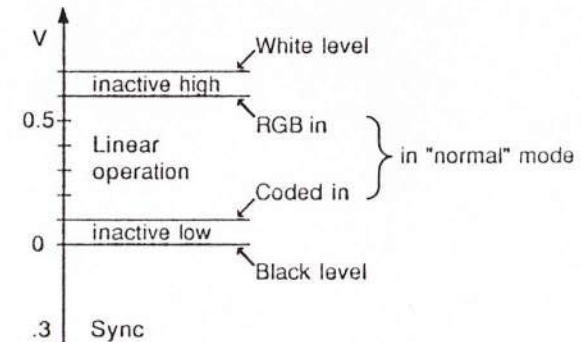 V
White level
inactive high
RGB in
0.5
Linear
operation
in "normal" mode
Coded in
inactive low
0
Black level
.3 Sync